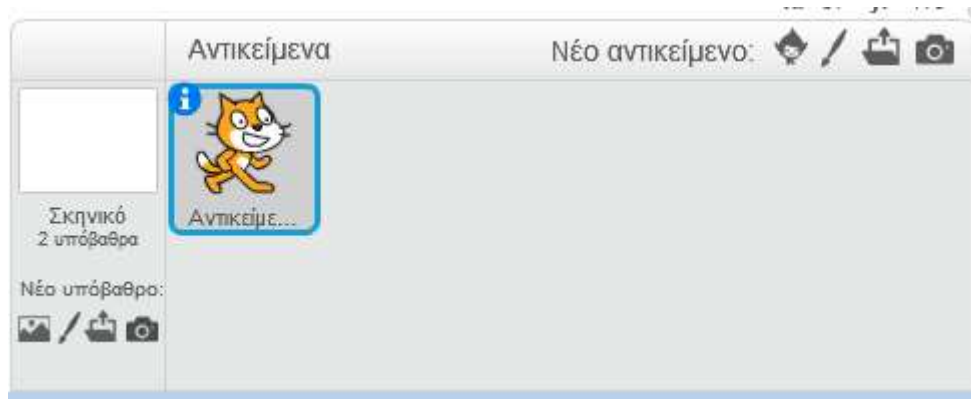 Αντικείμενα
Νέο αντικείμενο:
Αντικείμε...
Σκηνικό
2 υπόβαθρα
Νέο υπόβαθρο: